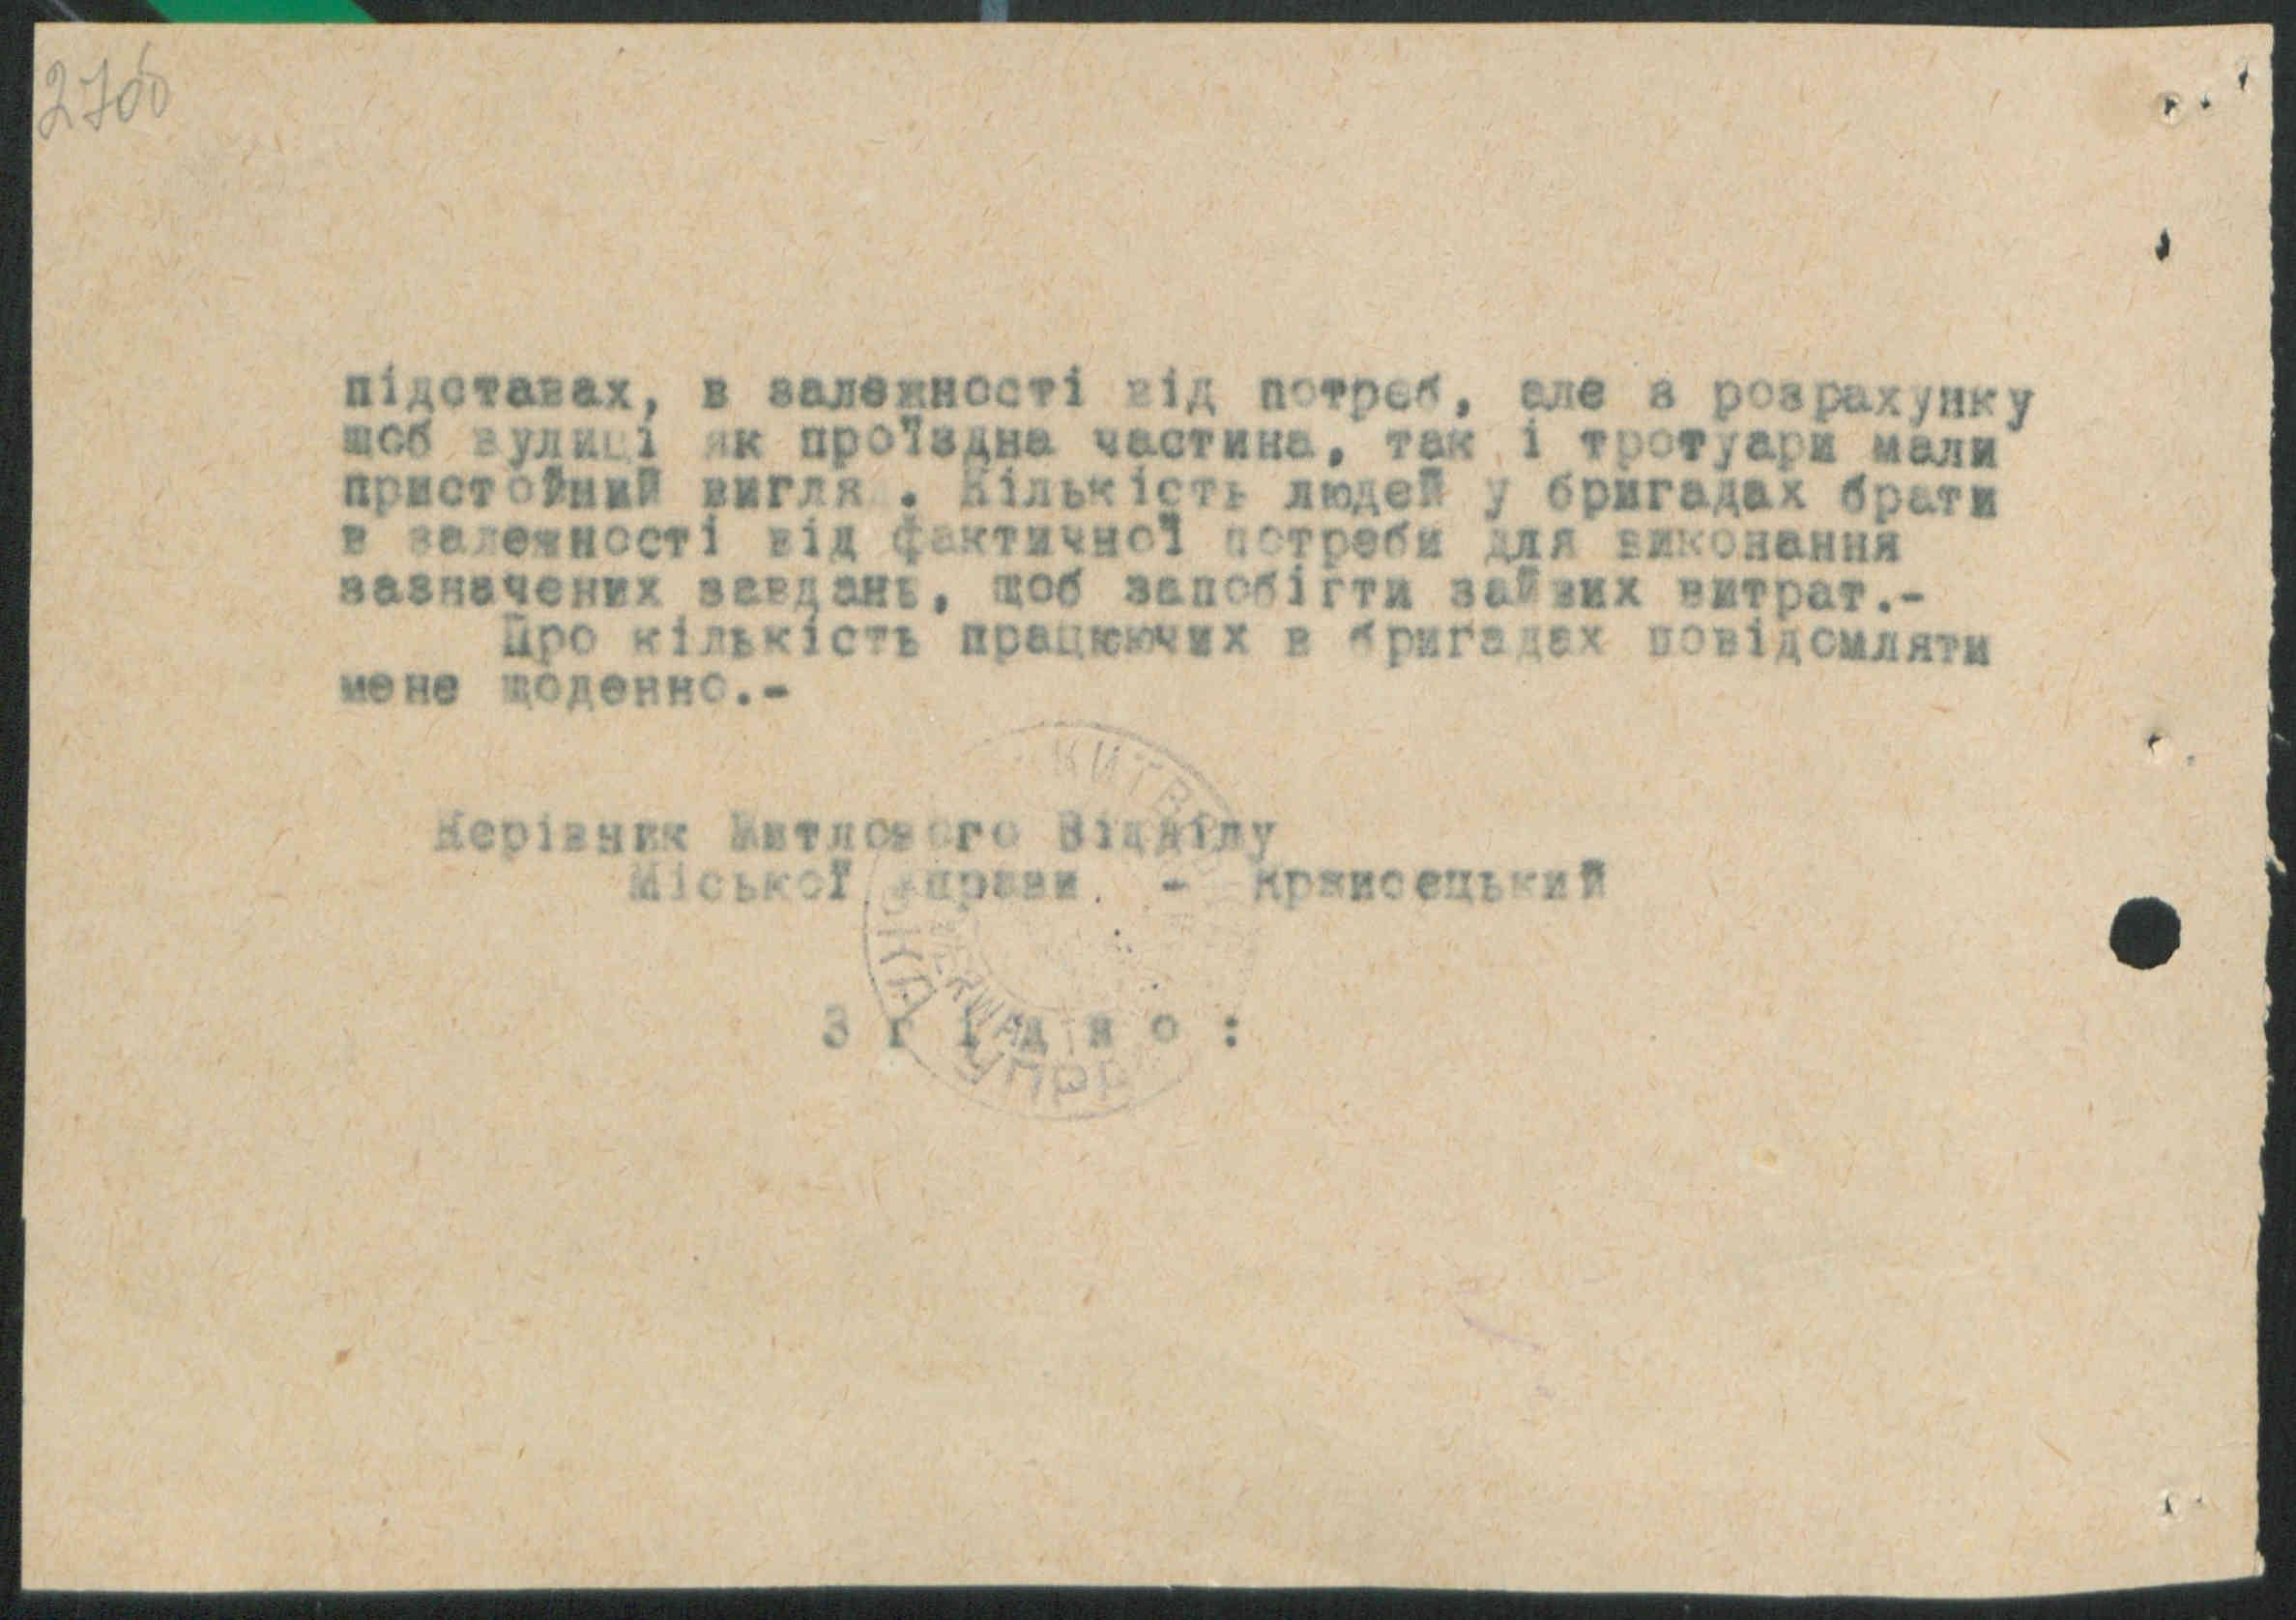 270б
підставах, в залежності від потреб, але з розрахунку
щоб вулиці як проїздна частина, так і тротуари мали
пристойний вигля . Кількість людей у бригадах брати
в залежності від фактичної потреби для виконання
зазначених завдань, щоб запобігти зайвих витрат.-
Про кількість працюючих в бригадах повідомляти
мене щоденно.-
Керівник Житлового Відділу
Міської Управи. - Кржисецький
Згідно: